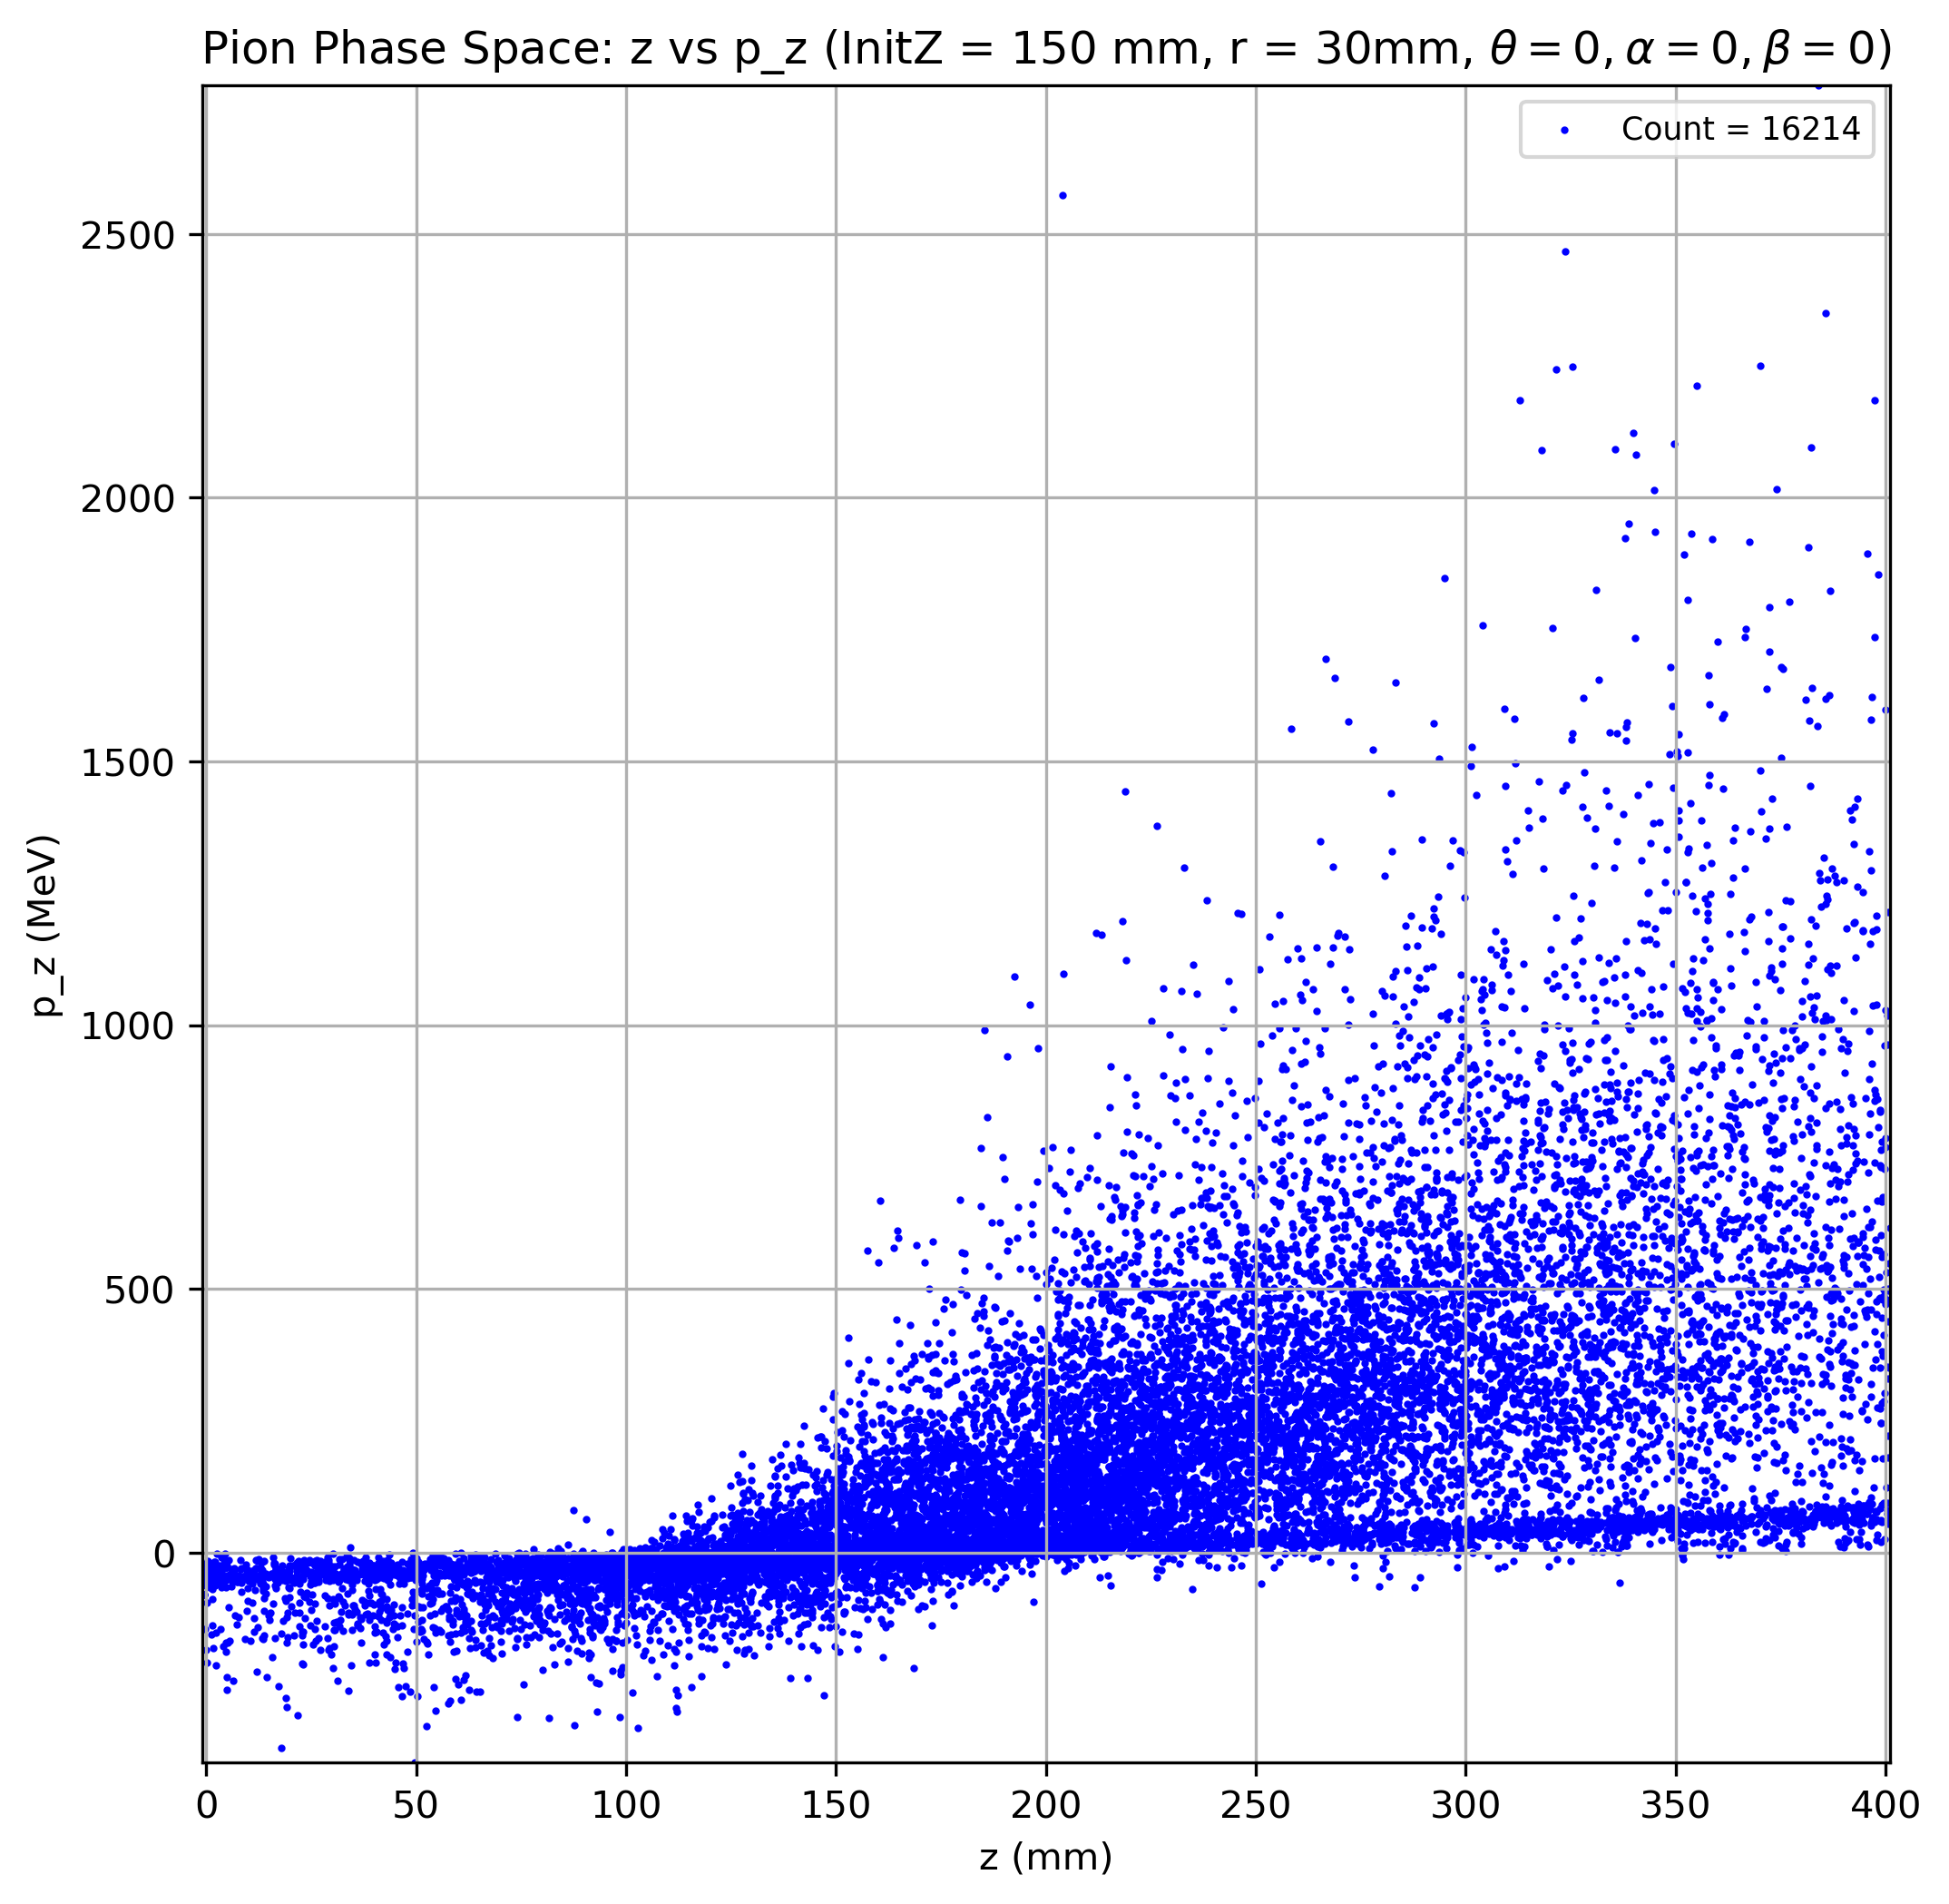 Pion Phase Space: z vs p_z (InitZ = 150 mm, r = 30mm, θ = 0, α = 0, β = 0)
Count = 16214
2500
2000
1500
1000
500
0
p_z (MeV)
0 50 100 150 200 250 300 350 400
z (mm)